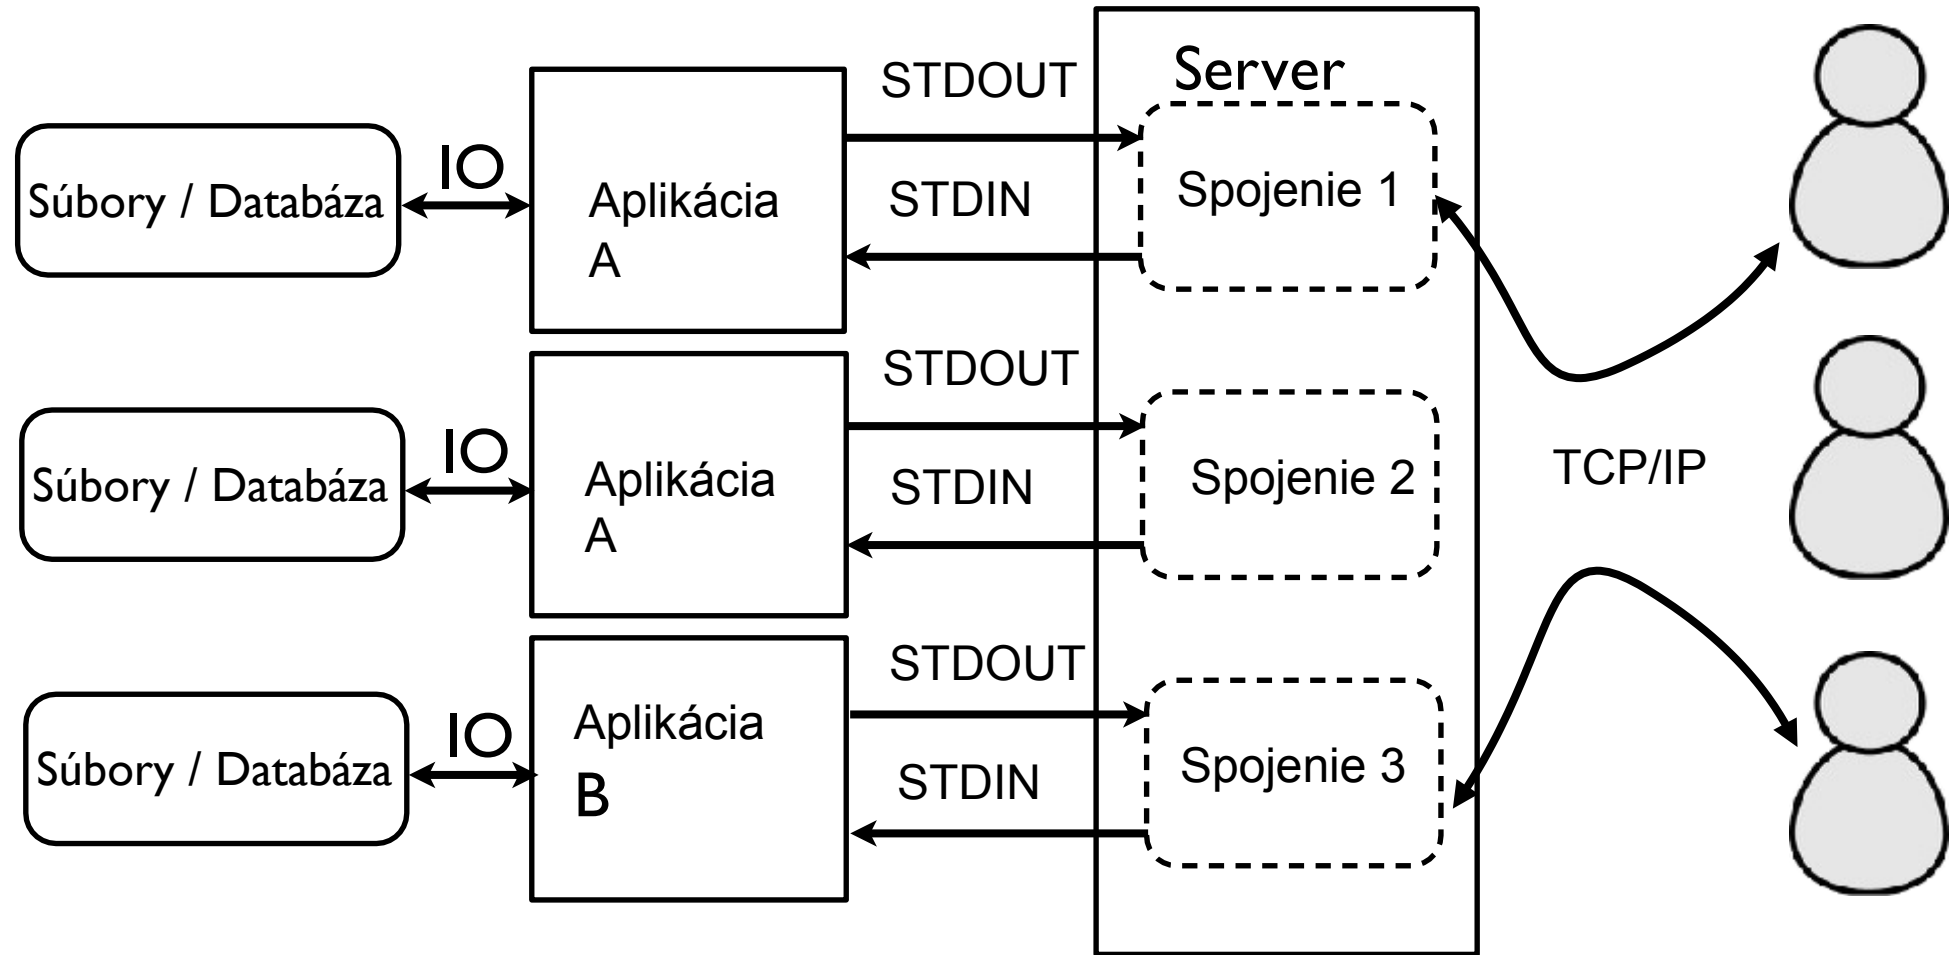 Server
STDOUT
IO
Súbory / Databáza
Aplikácia
A
STDIN
Spojenie 1
STDOUT
IO
Súbory / Databáza
Aplikácia
A
STDIN
Spojenie 2
TCP/IP
STDOUT
IO
Súbory / Databáza
Aplikácia
B
STDIN
Spojenie 3